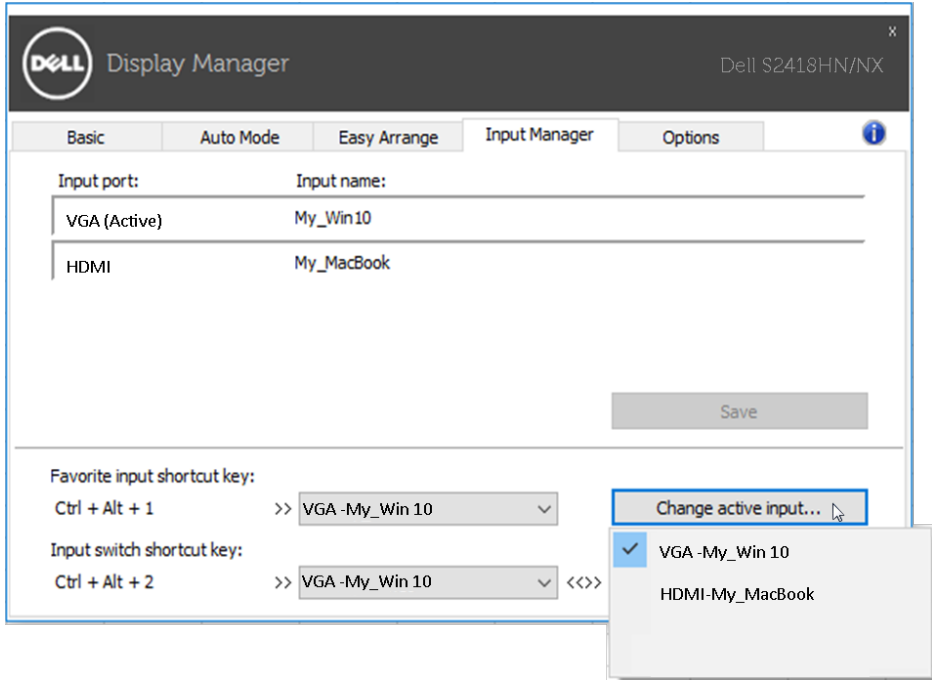 x
DELL Display Manager
Dell S2418HN/NX
Basic Auto Mode Easy Arrange Input Manager Options i
Input port: Input name:
VGA (Active) My_Win10
HDMI My_MacBook
Save
Favorite input shortcut key:
Ctrl + Alt + 1 >> VGA -My_Win 10 Change active input...
Input switch shortcut key:
VGA -My_Win 10
Ctrl + Alt + 2 >> VGA -My_Win 10 <<>>
HDMI-My_MacBook